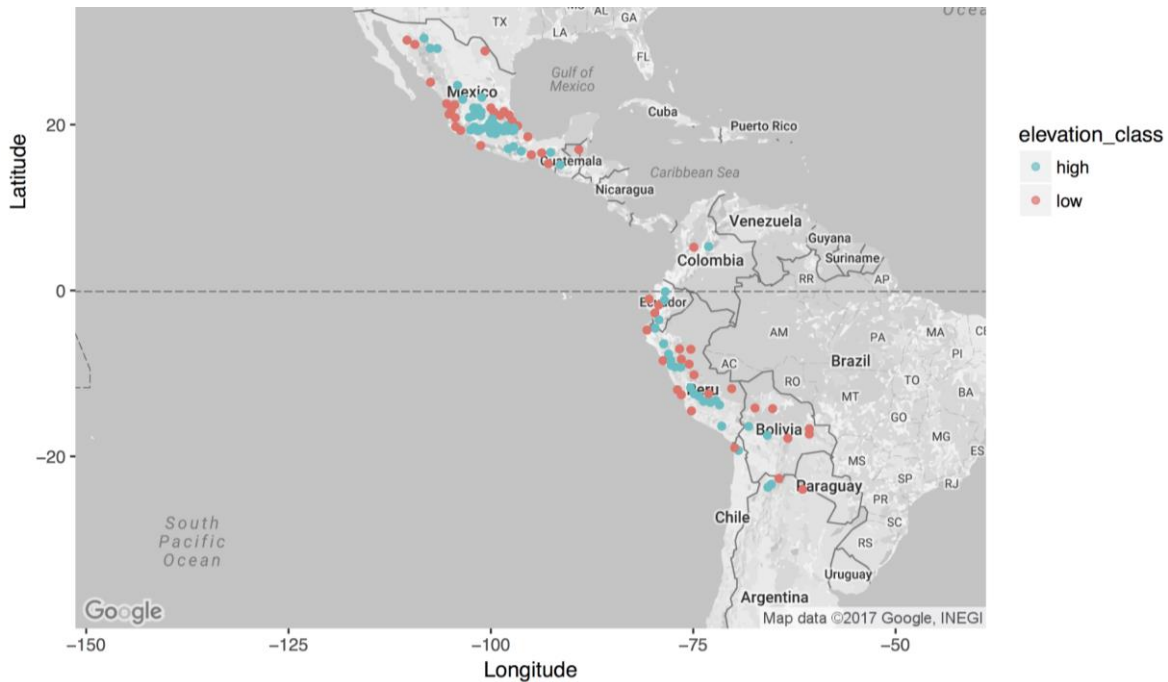 TX
AL
GA
Ocea
LA
FL
Gulf of
Mexico
Mexico
Cuba
Puerto Rico
20
Guatemala
Caribbean Sea
Nicaragua
Venezuela
Guyana
Colombia
Suriname
RR
AP
0
Ecuador
AM
PA
MA
CE
AC
Brazil
PI
Peru
RO
TO
MT
BA
GO
Bolivia
MG
−20
MS
ES
Paraguay
SP
RJ
PR
South
Pacific
Ocean
Chile
SC
RS
Uruguay
Argentina
Google
Map data ©2017 Google, INEGI
−150
−125
−100
−75
−50
Longitude
Latitude
elevation_class
high
low